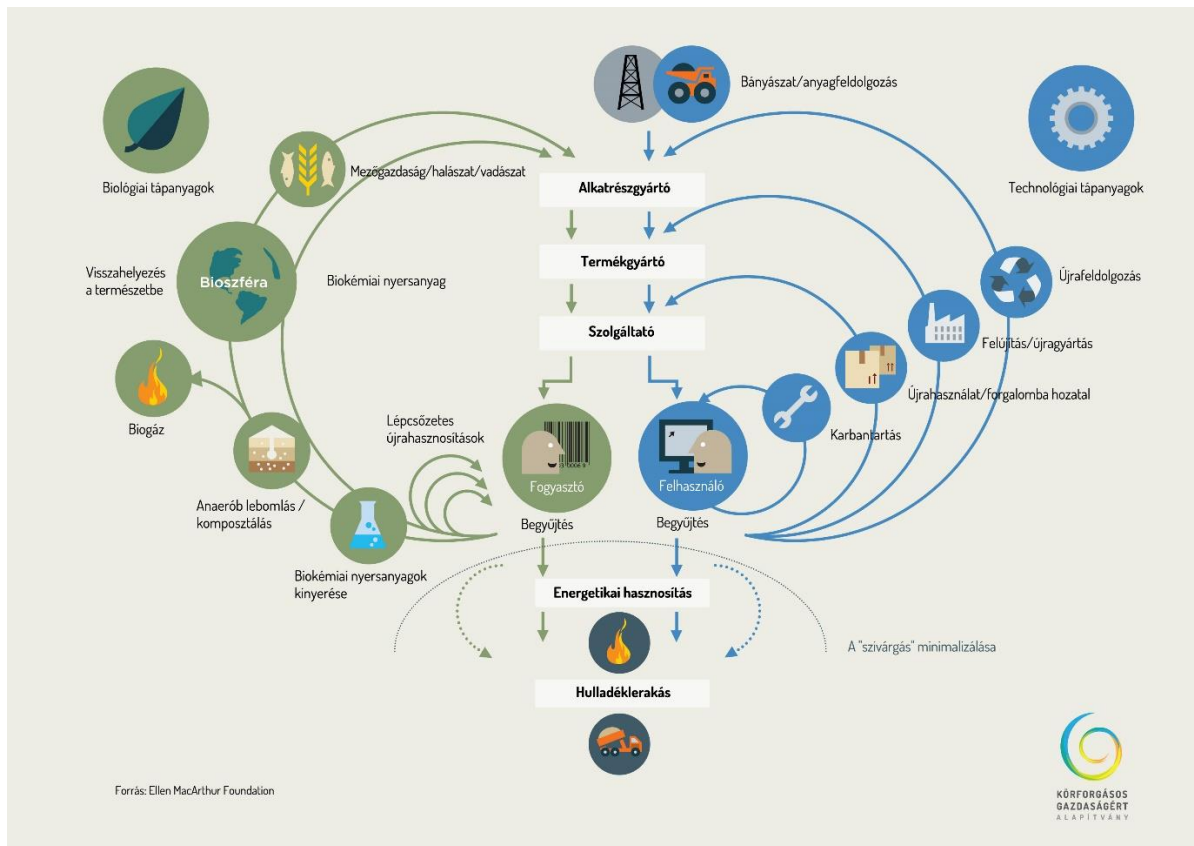 Bányászat/anyagfeldolgozás
Biológiai tápanyagok
Mezőgazdaság/halászat/vadászat
Alkatrészgyártó
Technológiai tápanyagok
Termékgyártó
Visszahelyezés
a természetbe
Bioszféra
Biokémiai nyersanyag
Újrafeldolgozás
Szolgáltató
Felújítás/újragyártás
Újrahasználat/forgalomba hozatal
Biogáz
Lépcsőzetes
újrahasznosítások
Karbantartás
Fogyasztó
Felhasználó
Anaerób lebomlás /
komposztálás
Begyűjtés
Begyűjtés
Biokémiai nyersanyagok
kinyerése
Energetikai hasznosítás
A "szivárgás" minimalizálása
Hulladéklerakás
Forrás: Ellen MacArthur Foundation
KÖRFORGÁSOS
GAZDASÁGÉRT
ALAPÍTVÁNY